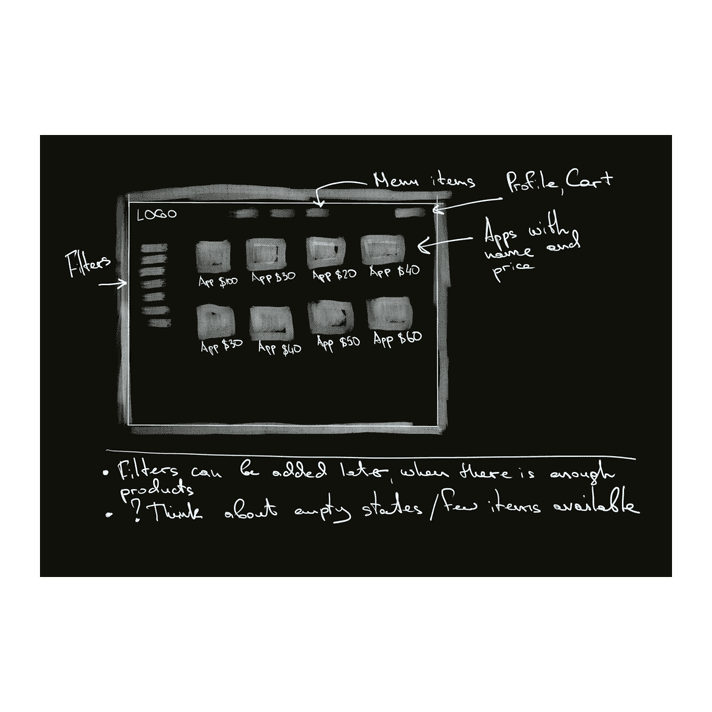 Menu items
Profile, Cart
LOGO
Apps with
name and
price
Filters
App $100 App $50 App $20 App $40
App $30 App $40 App $50 App $60
• Filters can be added later, when there is enough
products
• ? Think about empty states / few items available